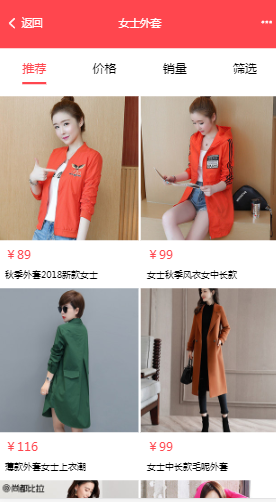 返回
女士外套
推荐 价格 销量 筛选
￥89 ￥99
秋季外套2018新款女士 女士秋季风衣女中长款
￥116 ￥99
薄款外套女士上衣潮 女士中长款毛呢外套
@尚都比拉